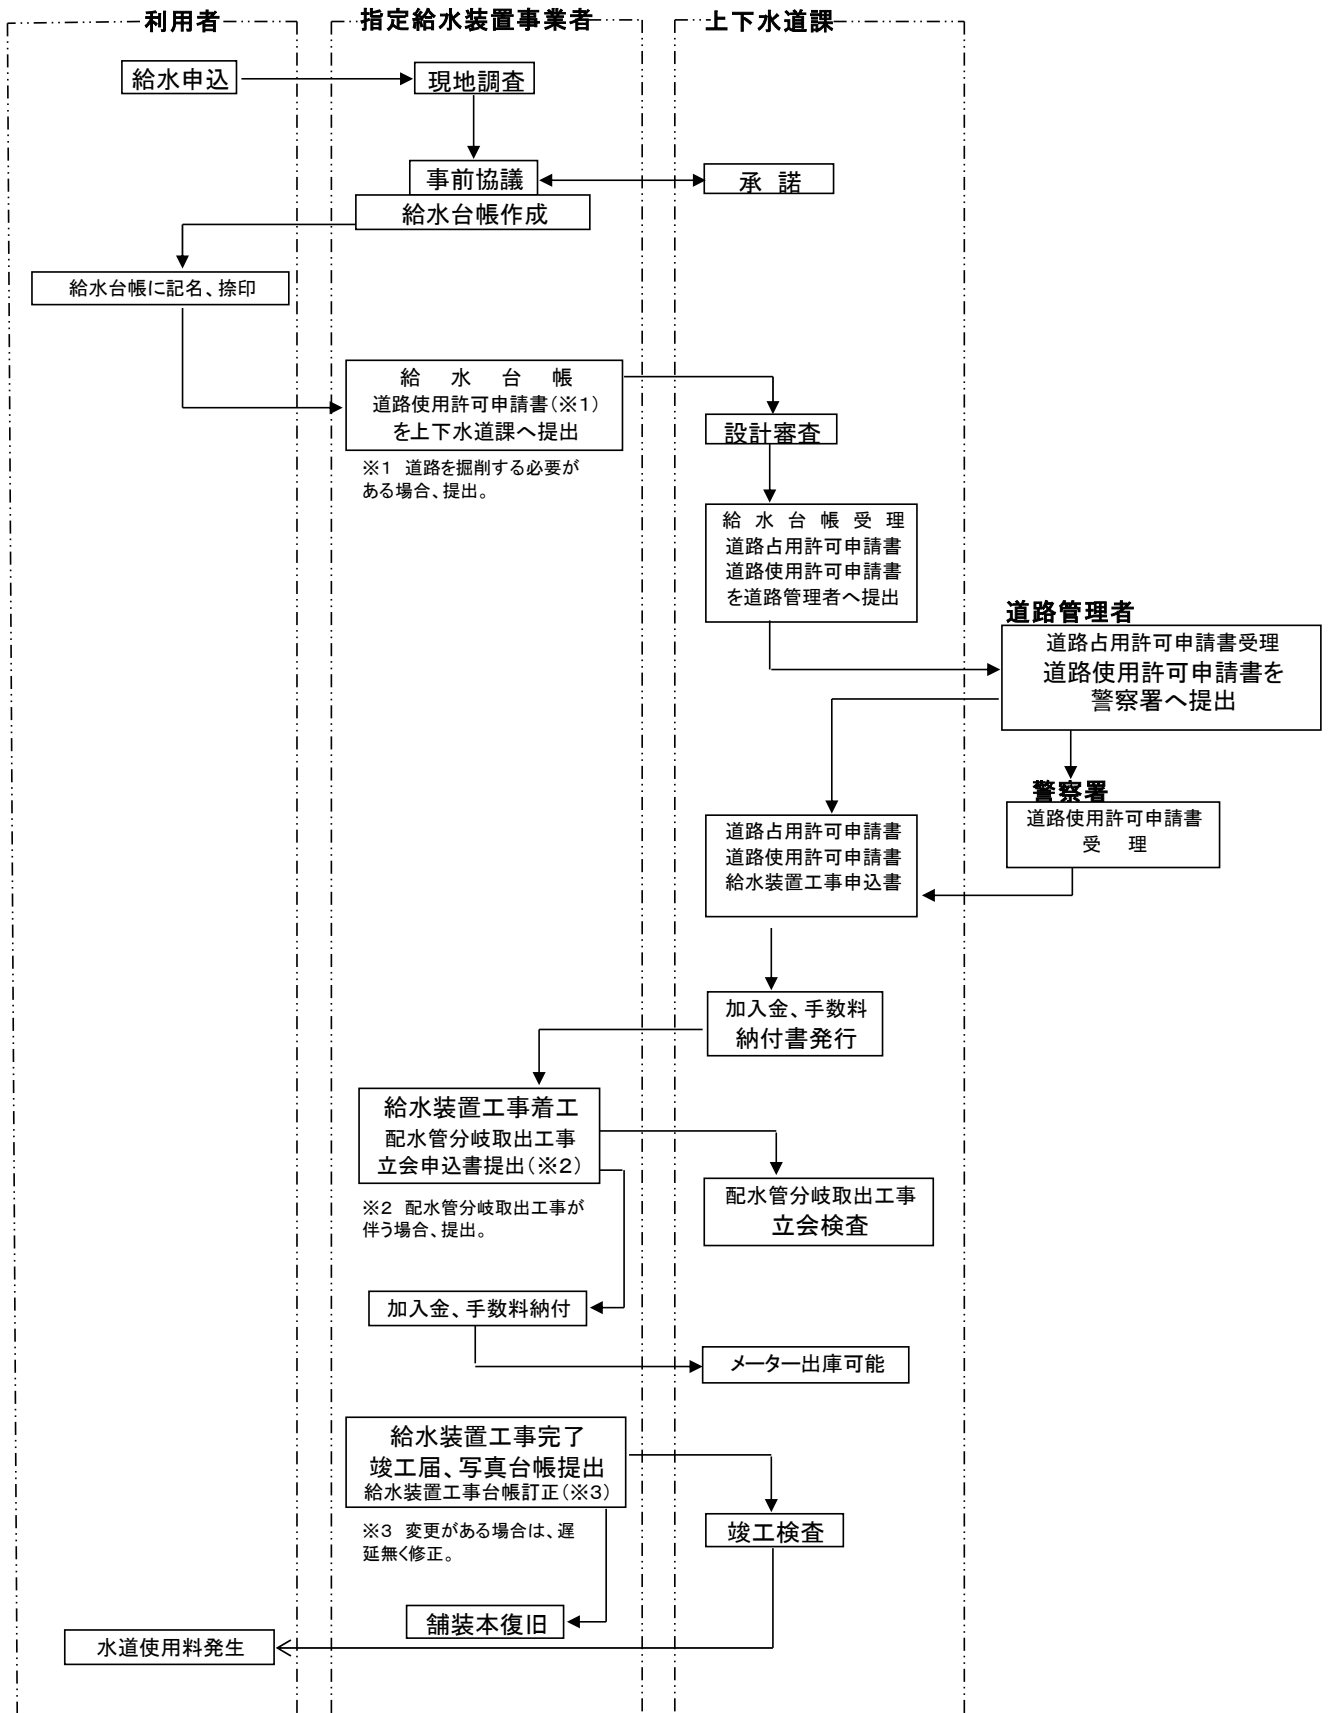 利用者
指定給水装置事業者
上下水道課
給水申込
現地調査
事前協議
承 諾
給水台帳作成
給水台帳に記名、捺印
給 水 台 帳
道路使用許可申請書(※1)
を上下水道課へ提出
※1 道路を掘削する必要が
ある場合、提出。
設計審査
給 水 台 帳 受 理
道路占用許可申請書
道路使用許可申請書
を道路管理者へ提出
道路管理者
道路占用許可申請書受理
道路使用許可申請書を
警察署へ提出
警察署
道路使用許可申請書
受 理
道路占用許可申請書
道路使用許可申請書
給水装置工事申込書
加入金、手数料
納付書発行
給水装置工事着工
配水管分岐取出工事
立会申込書提出(※2)
※2 配水管分岐取出工事が
伴う場合、提出。
配水管分岐取出工事
立会検査
加入金、手数料納付
メーター出庫可能
給水装置工事完了
竣工届、写真台帳提出
給水装置工事台帳訂正(※3)
※3 変更がある場合は、遅
延無く修正。
竣工検査
舗装本復旧
水道使用料発生